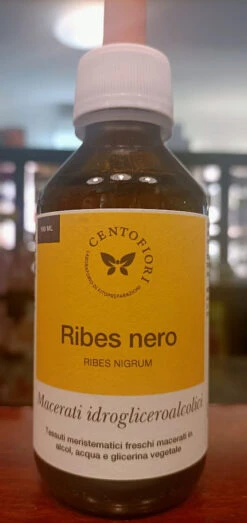 100 ML
CENTOFIORI
LABORATORIO DI FITOPREPARAZIONI
Ribes nero
RIBES NIGRUM
Macerati idrogliceroalcolici
Tessuti meristematici freschi macerati in
alcol, acqua e glicerina vegetale